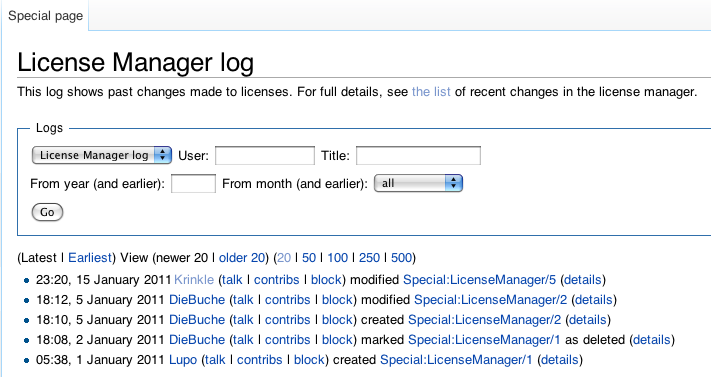 Special page
License Manager log
This log shows past changes made to licenses. For full details, see the list of recent changes in the license manager.
Logs
License Manager log User: Title:
From year (and earlier): From month (and earlier): all
Go
(Latest | Earliest) View (newer 20 | older 20) (20 | 50 | 100 | 250 | 500)
23:20, 15 January 2011 Krinkle (talk | contribs | block) modified Special:LicenseManager/5 (details)
18:12, 5 January 2011 DieBuche (talk | contribs | block) modified Special:LicenseManager/2 (details)
18:10, 5 January 2011 DieBuche (talk | contribs | block) created Special:LicenseManager/2 (details)
18:08, 2 January 2011 DieBuche (talk | contribs | block) marked Special:LicenseManager/1 as deleted (details)
05:38, 1 January 2011 Lupo (talk | contribs | block) created Special:LicenseManager/1 (details)